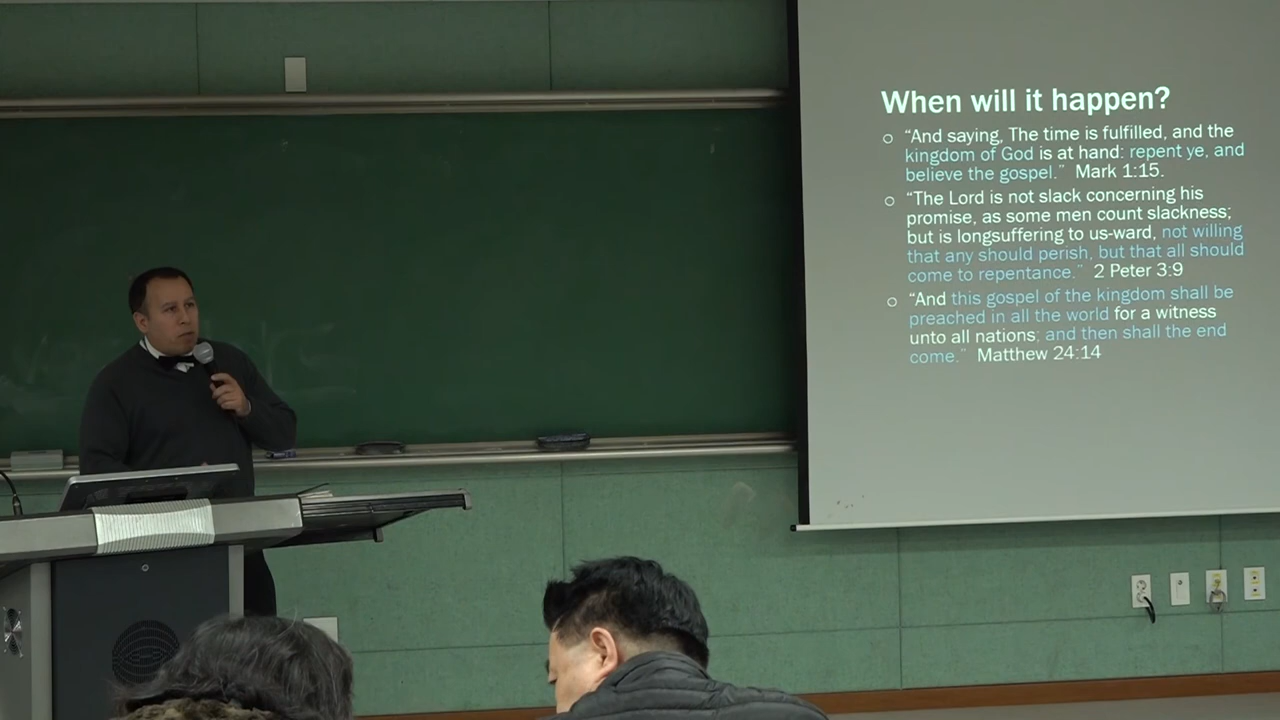 When will it happen?
“And saying, The time is fulfilled, and the
kingdom of God is at hand: repent ye, and
believe the gospel.” Mark 1:15.
“The Lord is not slack concerning his
promise, as some men count slackness;
but is longsuffering to us-ward, not willing
that any should perish, but that all should
come to repentance.” 2 Peter 3:9
“And this gospel of the kingdom shall be
preached in all the world for a witness
unto all nations; and then shall the end
come.” Matthew 24:14